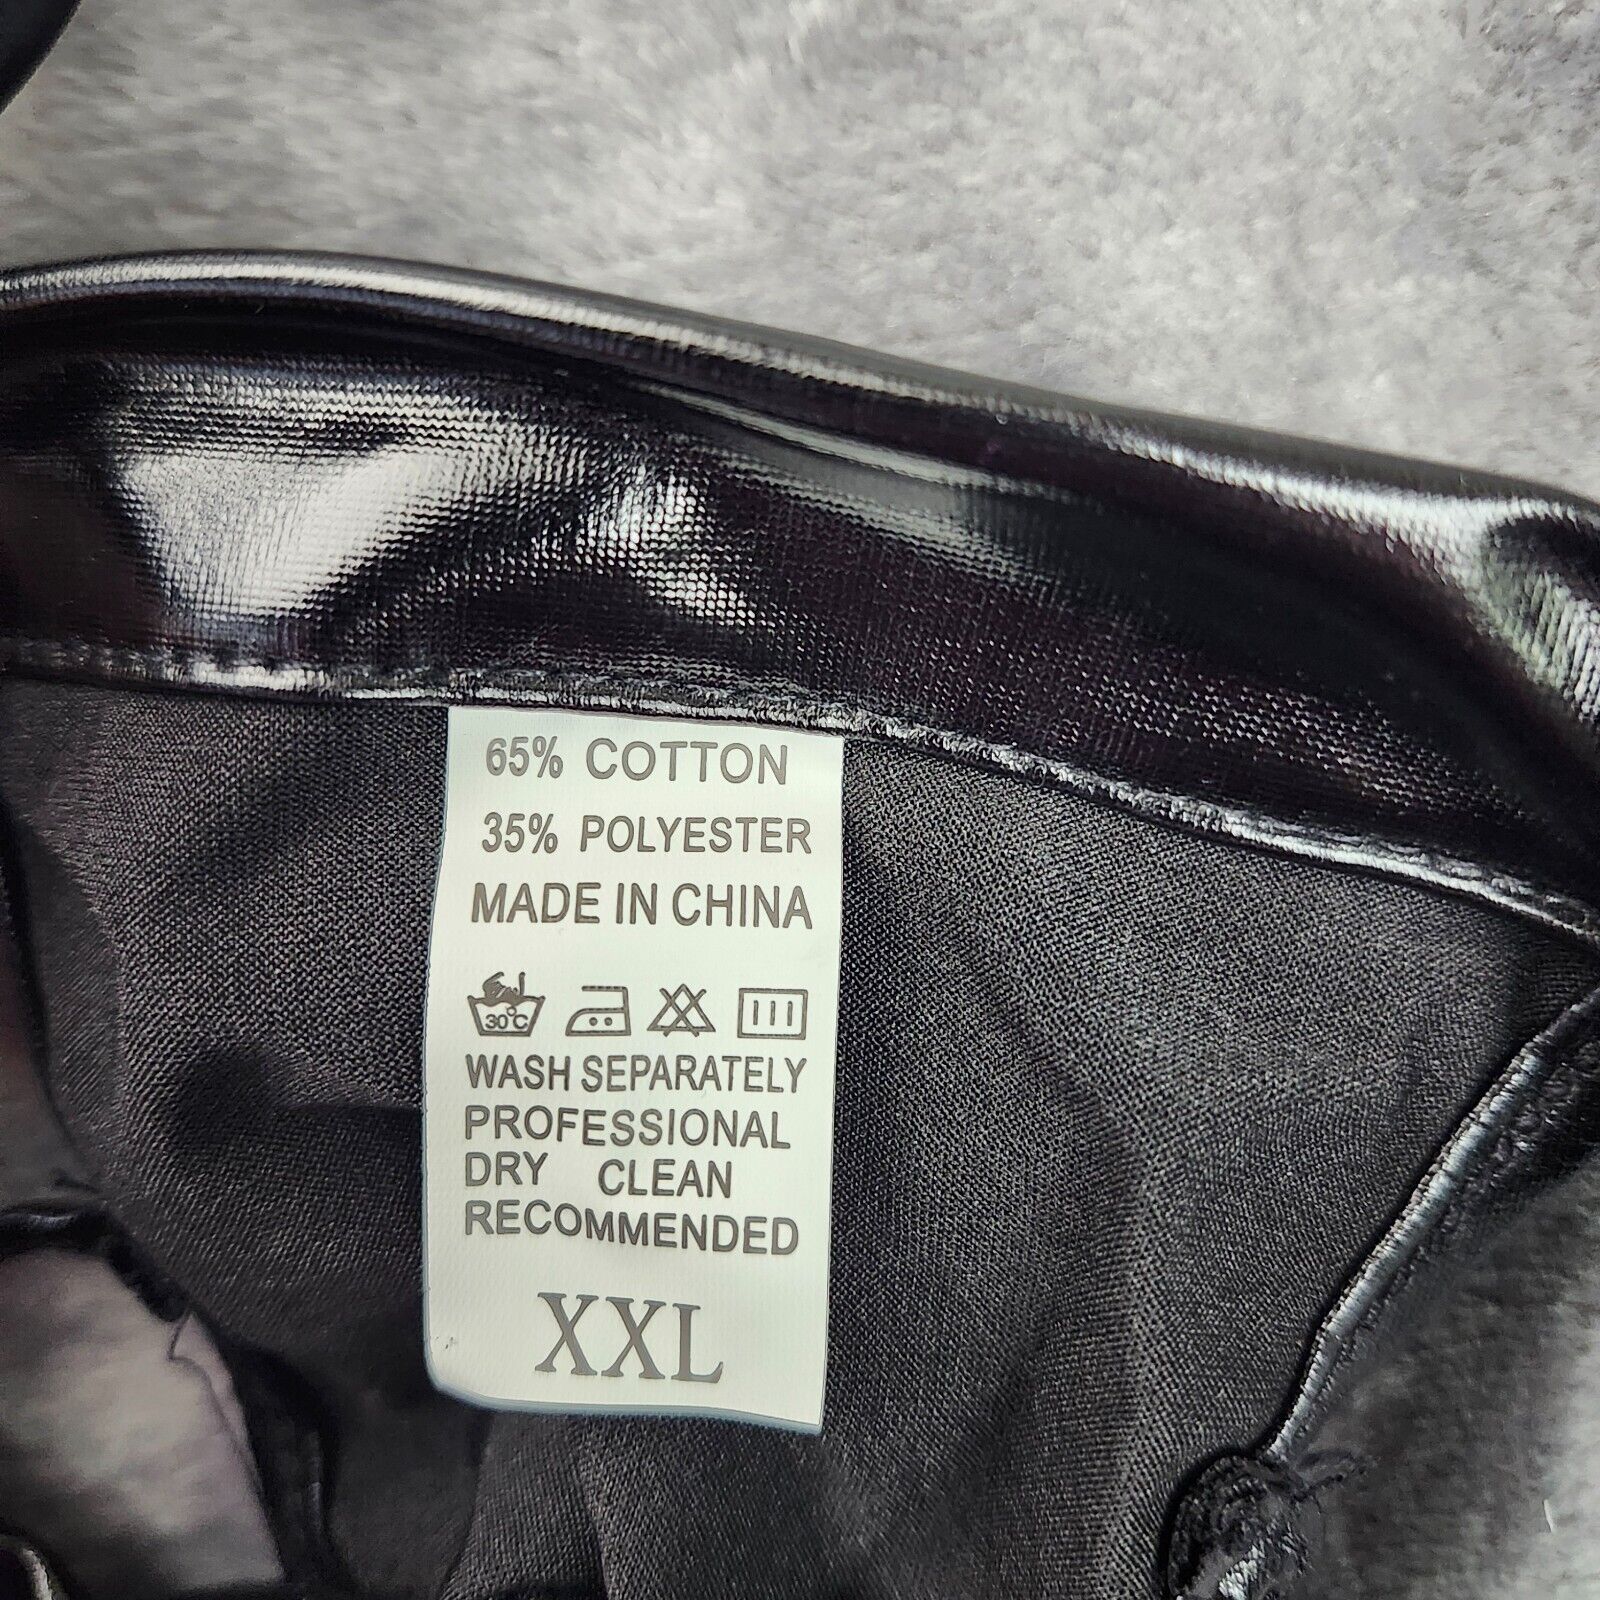 65% COTTON
35% POLYESTER
MADE IN CHINA
30°C
WASH SEPARATELY
PROFESSIONAL
DRY CLEAN
RECOMMENDED
XXL